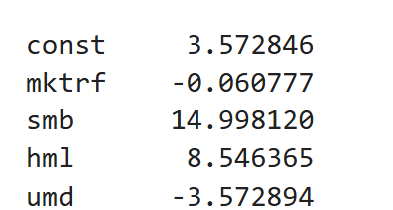 const 3.572846
mktrf -0.060777
smb 14.998120
hml 8.546365
umd -3.572894